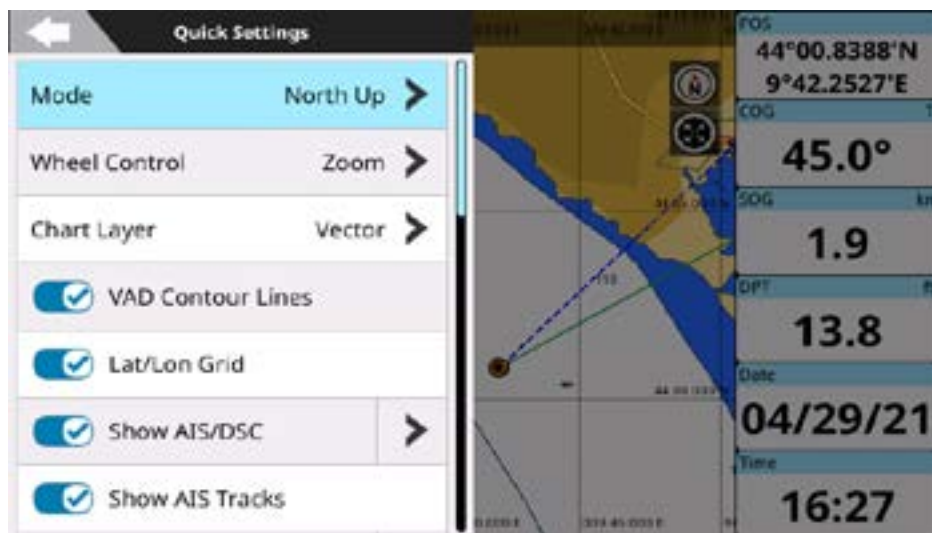 Quick Settings
Mode North Up
Wheel Control Zoom
Chart Layer Vector
VAD Contour Lines
Lat/Lon Grid
Show AIS/DSC
Show AIS Tracks
N
POS
44°00.8388'N
9°42.2527'E
COG
45.0°
SOG
1.9
DPT
13.8
Date
04/29/21
Time
16:27